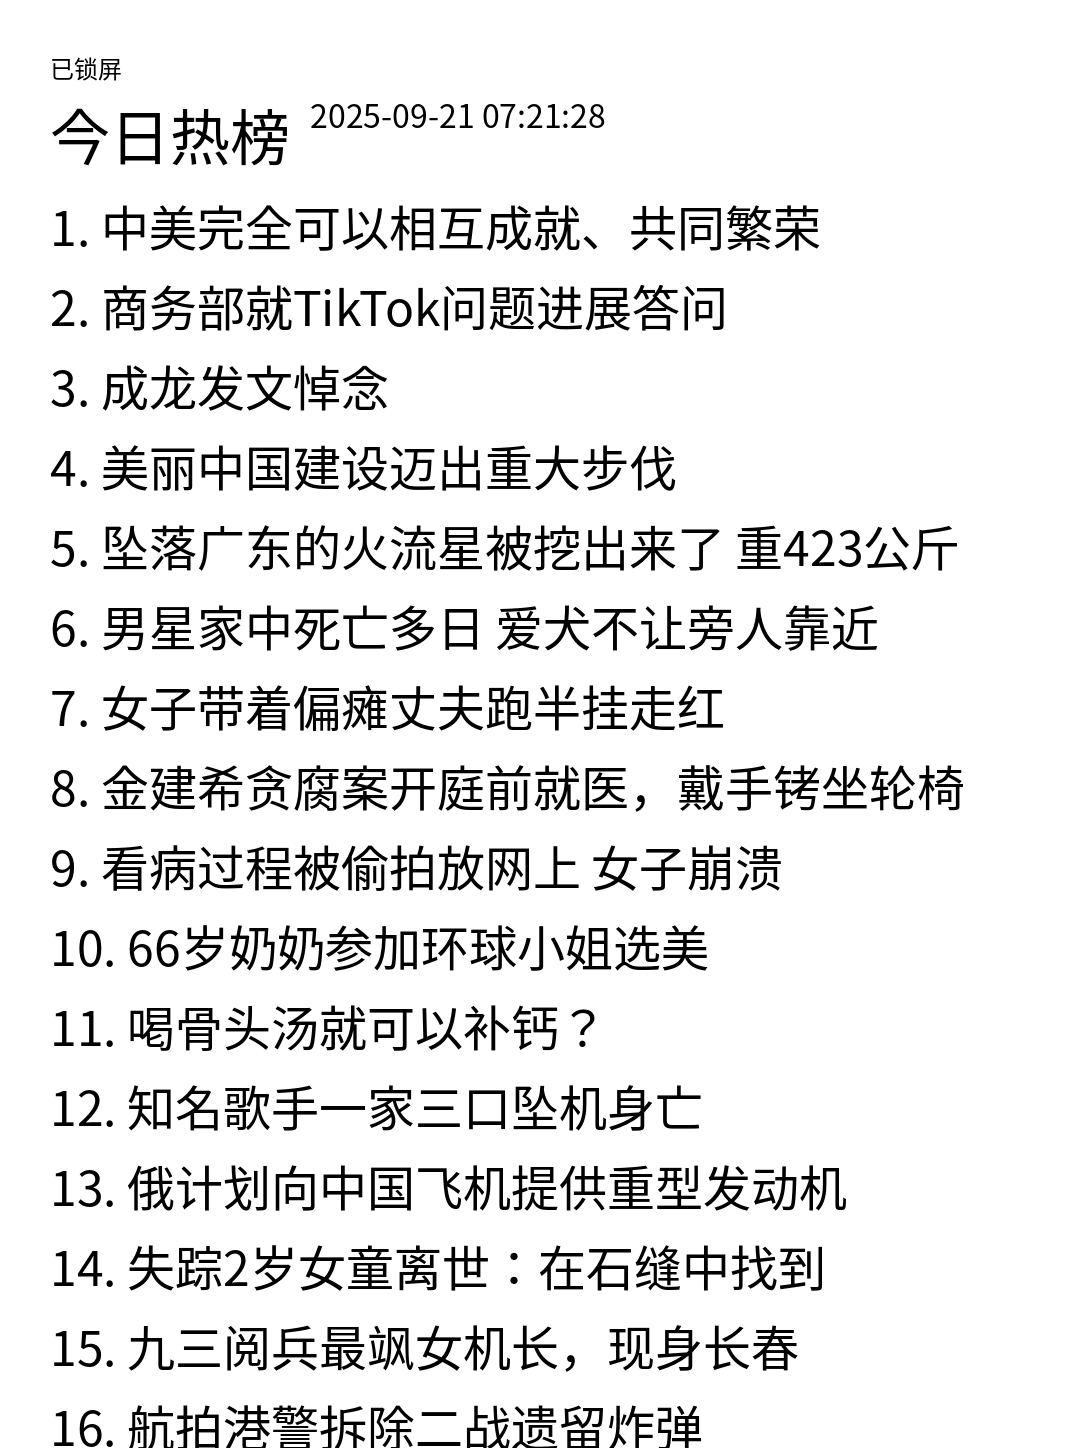 已锁屏
今日热榜 2025-09-21 07:21:28
1. 中美完全可以相互成就、共同繁荣
2. 商务部就TikTok问题进展答问
3. 成龙发文悼念
4. 美丽中国建设迈出重大步伐
5. 坠落广东的火流星被挖出来了 重423公斤
6. 男星家中死亡多日 爱犬不让旁人靠近
7. 女子带着偏瘫丈夫跑半挂走红
8. 金建希贪腐案开庭前就医，戴手铐坐轮椅
9. 看病过程被偷拍放网上 女子崩溃
10. 66岁奶奶参加环球小姐选美
11. 喝骨头汤就可以补钙？
12. 知名歌手一家三口坠机身亡
13. 俄计划向中国飞机提供重型发动机
14. 失踪2岁女童离世：在石缝中找到
15. 九三阅兵最飒女机长，现身长春
16. 航拍港警拆除二战遗留炸弹